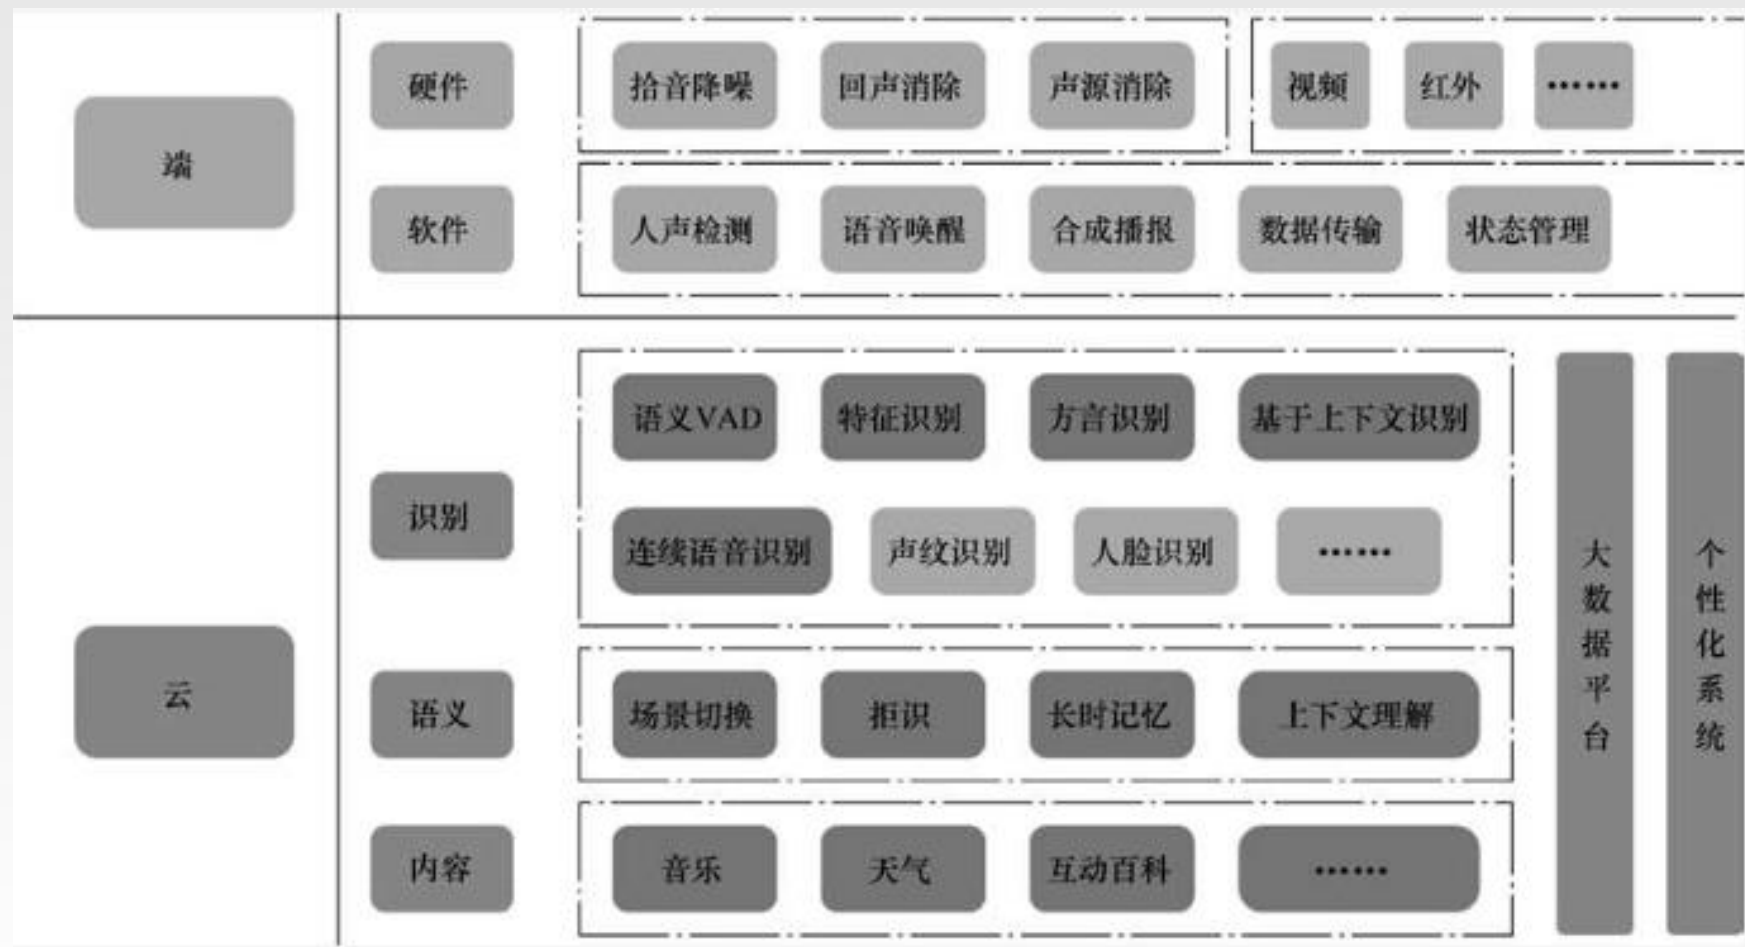 端
硬件
拾音降噪
回声消除
声源消除
视频
红外
……
软件
人声检测
语音唤醒
合成播报
数据传输
状态管理
云
识别
语义VAD
特征识别
方言识别
基于上下文识别
连续语音识别
声纹识别
人脸识别
……
语义
场景切换
拒识
长时记忆
上下文理解
内容
音乐
天气
互动百科
……
大数据平台
个性化系统